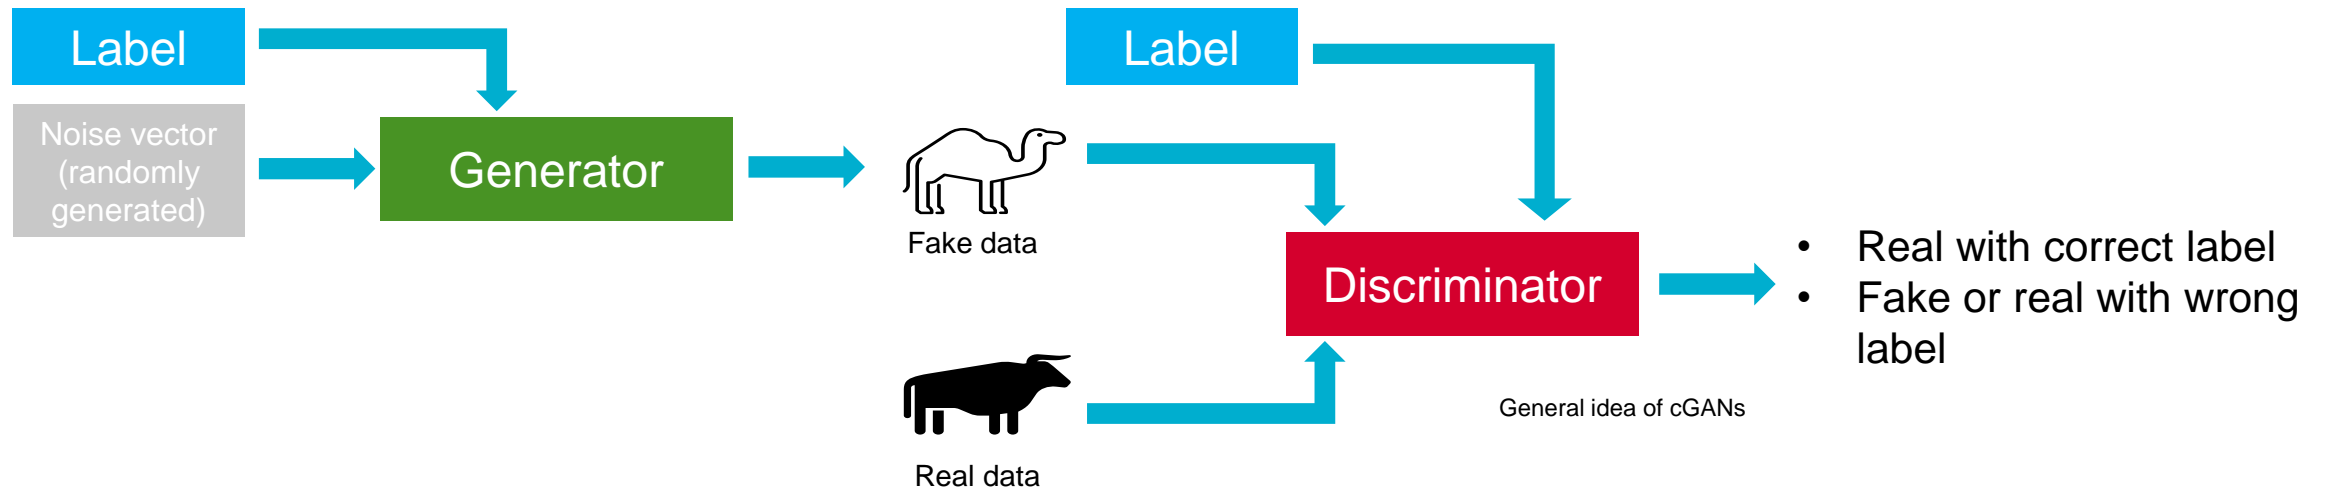 Label
Noise vector
(randomly
generated)
Generator
Fake data
Real data
Label
Discriminator
• Real with correct label
• Fake or real with wrong
label
General idea of cGANs